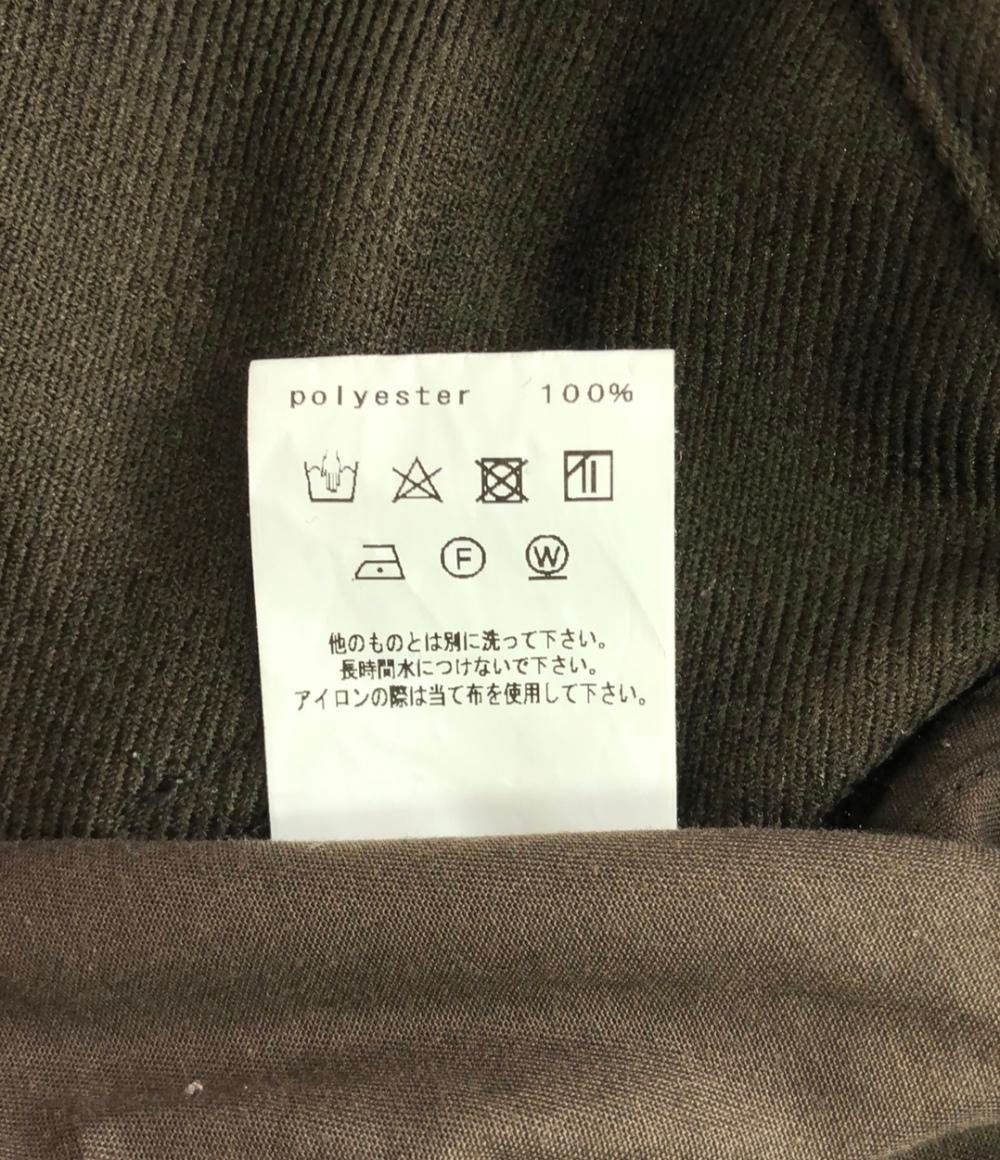 polyester 100%
F W
他のものとは別に洗って下さい。
長時間水につけないで下さい。
アイロンの際は当て布を使用して下さい。